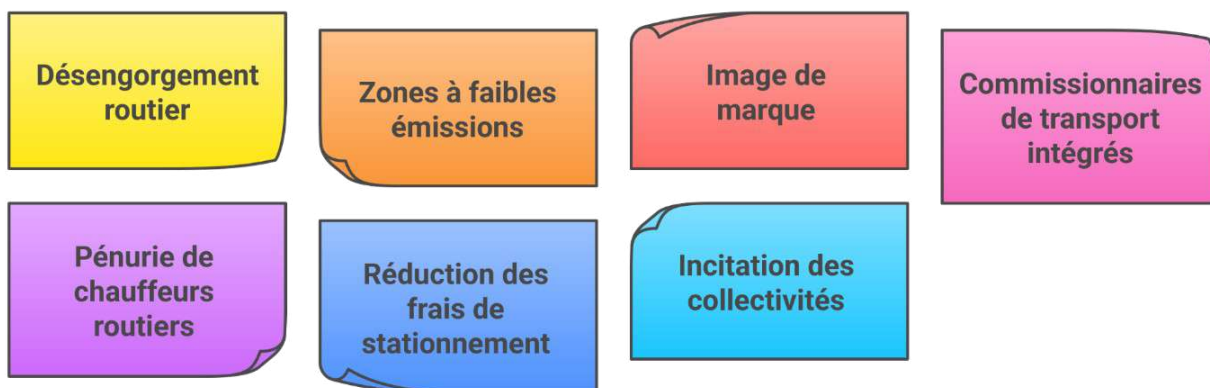 Désengorgement
routier
Zones à faibles
émissions
Image de
marque
Commissionnaires
de transport
intégrés
Pénurie de
chauffeurs
routiers
Réduction des
frais de
stationnement
Incitation des
collectivités